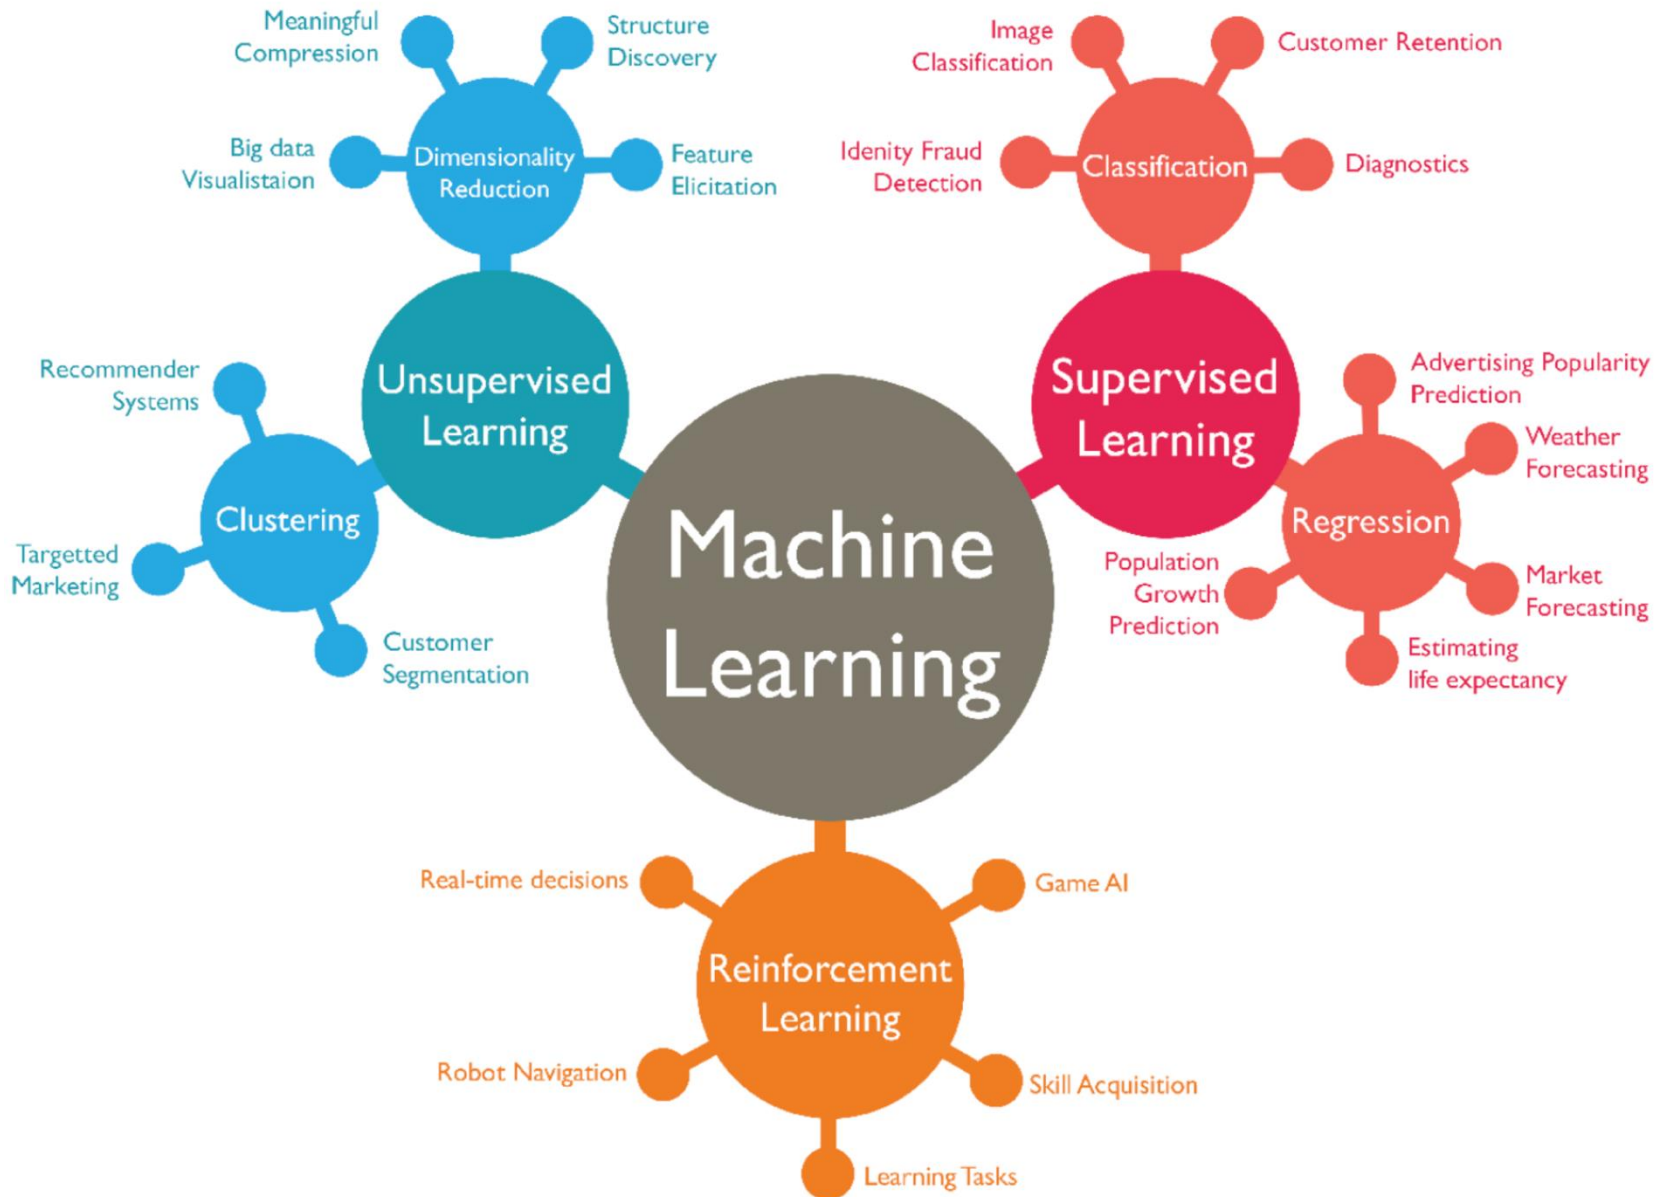 Meaningful
Compression
Structure
Discovery
Big data
Visualistaion
Dimensionality
Reduction
Feature
Elicitation
Image
Classification
Customer Retention
Idenity Fraud
Detection
Classification
Diagnostics
Unsupervised
Learning
Recommender
Systems
Clustering
Targetted
Marketing
Customer
Segmentation
Machine
Learning
Supervised
Learning
Advertising Popularity
Prediction
Weather
Forecasting
Regression
Population
Growth
Prediction
Market
Forecasting
Estimating
life expectancy
Real-time decisions
Game AI
Reinforcement
Learning
Robot Navigation
Skill Acquisition
Learning Tasks